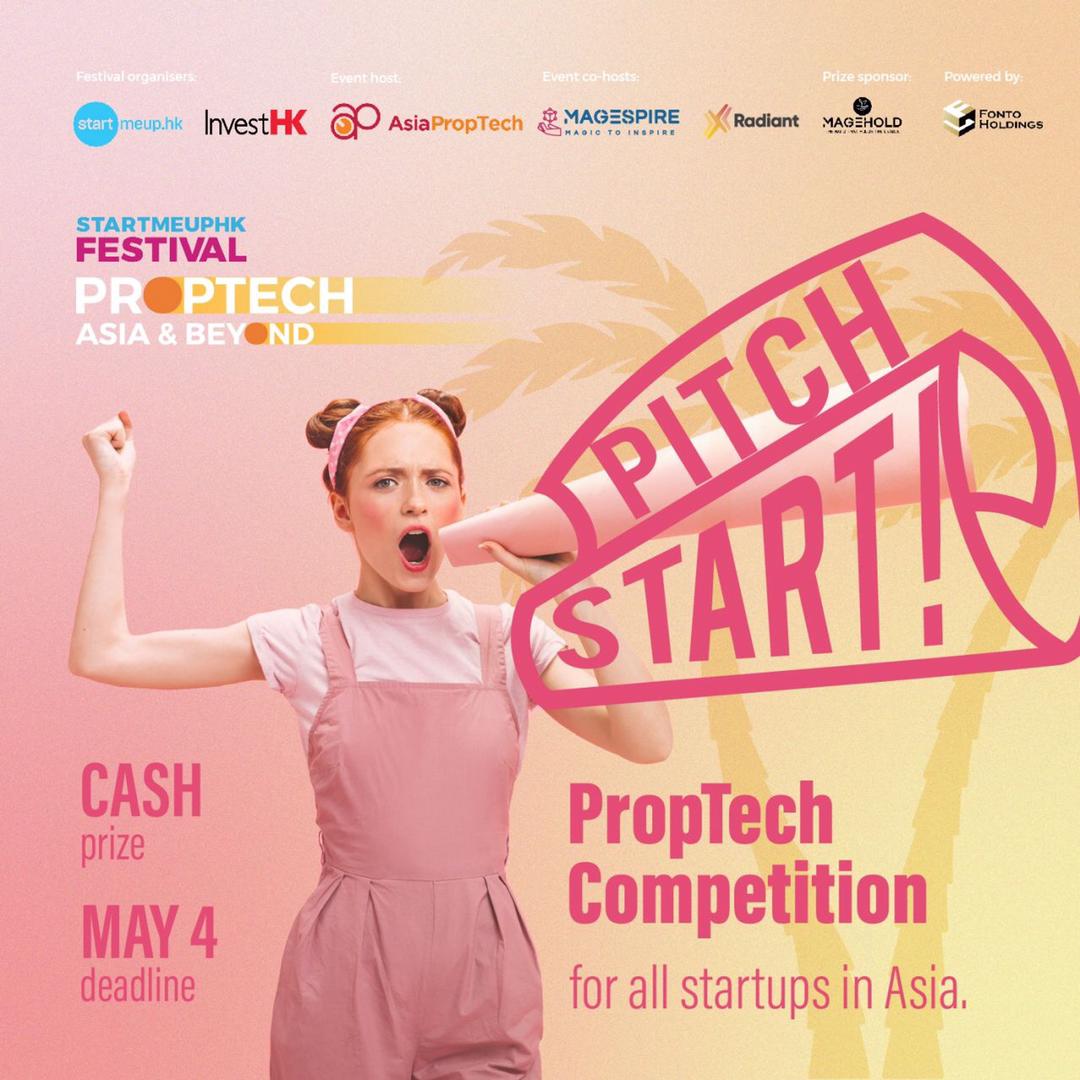 Festival organisers:
startmeup.hk
InvestHK
Event host:
AsiaPropTech
Event co-hosts:
MAGESPIRE
MAGIC TO INSPIRE
Radiant
Prize sponsor:
MAGEHOLD
Powered by:
FONTO
HOLDINGS
STARTMEUPHK
FESTIVAL
PROPTECH
ASIA & BEYOND
PITCH
START!
CASH
prize
MAY 4
deadline
PropTech
Competition
for all startups in Asia.